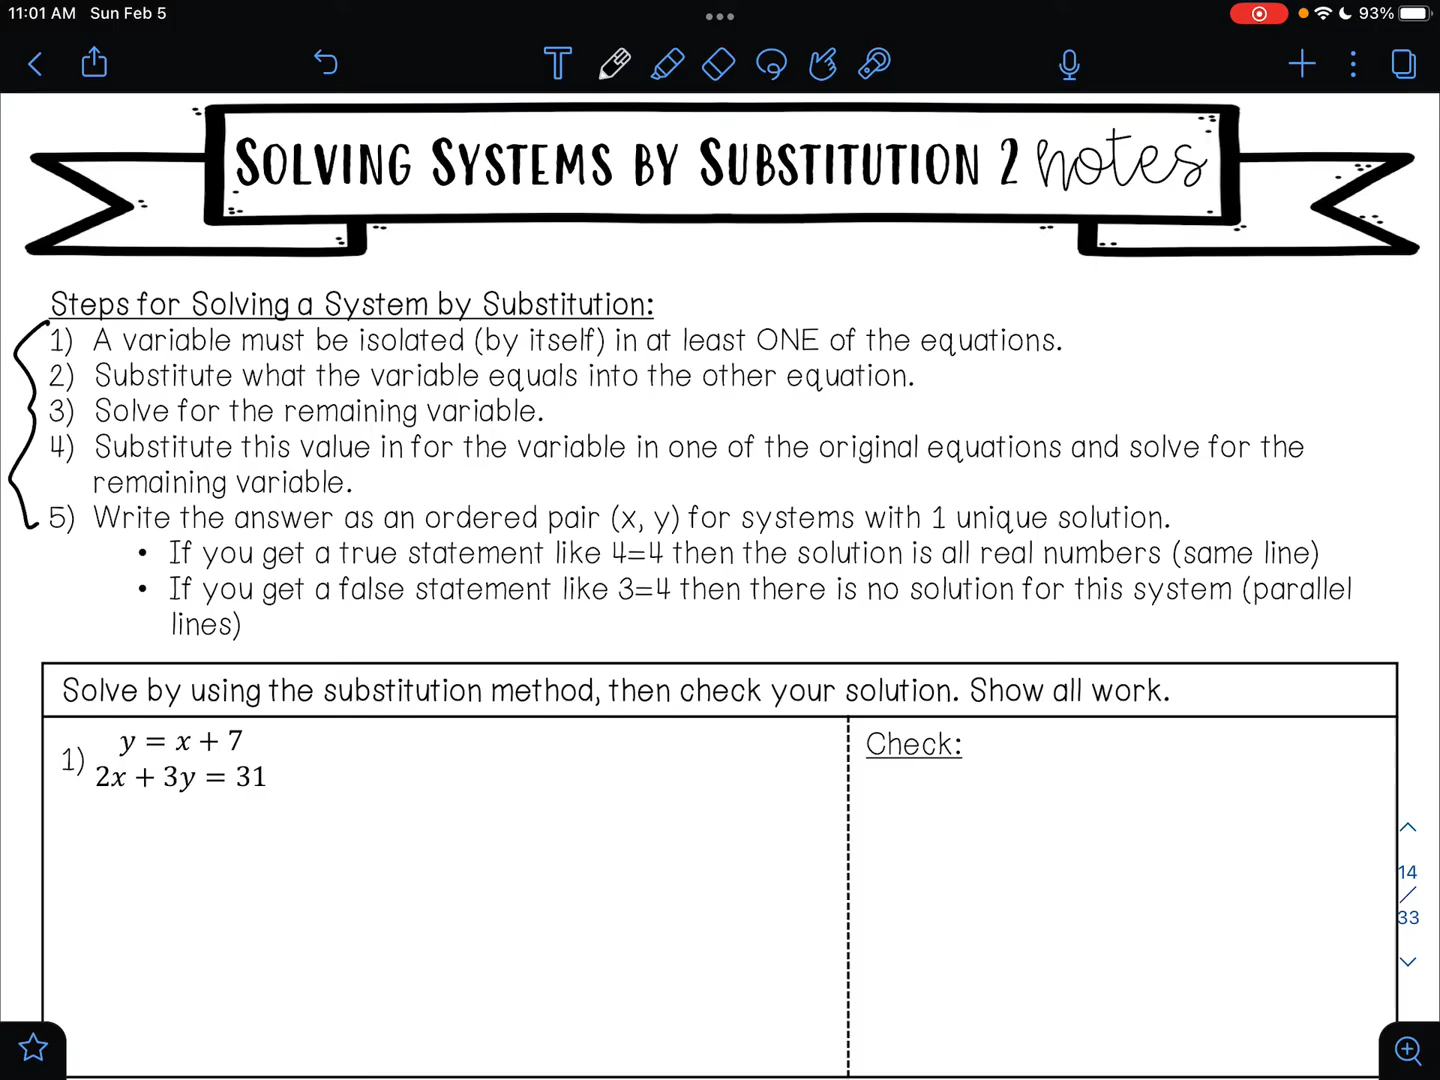 11:01 AM Sun Feb 5
93%
SOLVING SYSTEMS BY SUBSTITUTION 2 notes
Steps for Solving a System by Substitution:
1) A variable must be isolated (by itself) in at least ONE of the equations.
2) Substitute what the variable equals into the other equation.
3) Solve for the remaining variable.
4) Substitute this value in for the variable in one of the original equations and solve for the
remaining variable.
5) Write the answer as an ordered pair (x, y) for systems with 1 unique solution.
• If you get a true statement like 4=4 then the solution is all real numbers (same line)
• If you get a false statement like 3=4 then there is no solution for this system (parallel
lines)
Solve by using the substitution method, then check your solution. Show all work.
1) y = x + 7
2x + 3y = 31
Check:
14
/
33